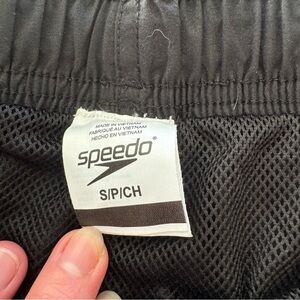 MADE IN VIETNAM
FABRIQUÉ AU VIETNAM
HECHO EN VIETNAM
speedo®
S/P/CH